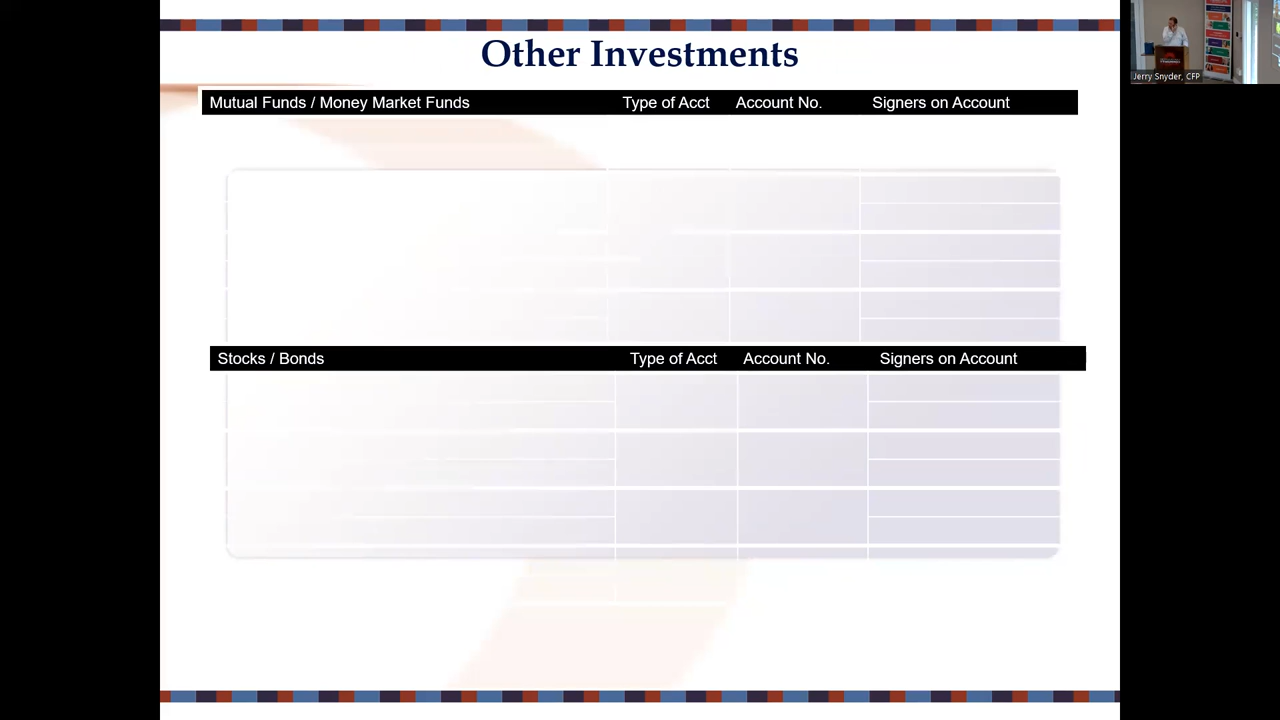 Other Investments
Mutual Funds / Money Market Funds Type of Acct Account No. Signers on Account
Stocks / Bonds Type of Acct Account No. Signers on Account
Jerry Snyder, CFP